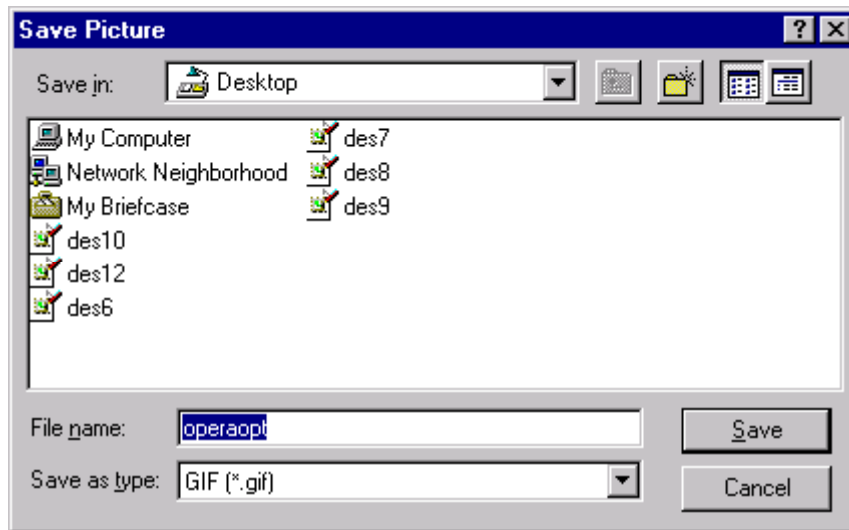 Save Picture
Save in: Desktop
My Computer
Network Neighborhood
My Briefcase
des10
des12
des6
des7
des8
des9
File name: operaopt Save
Save as type: GIF (*.gif) Cancel